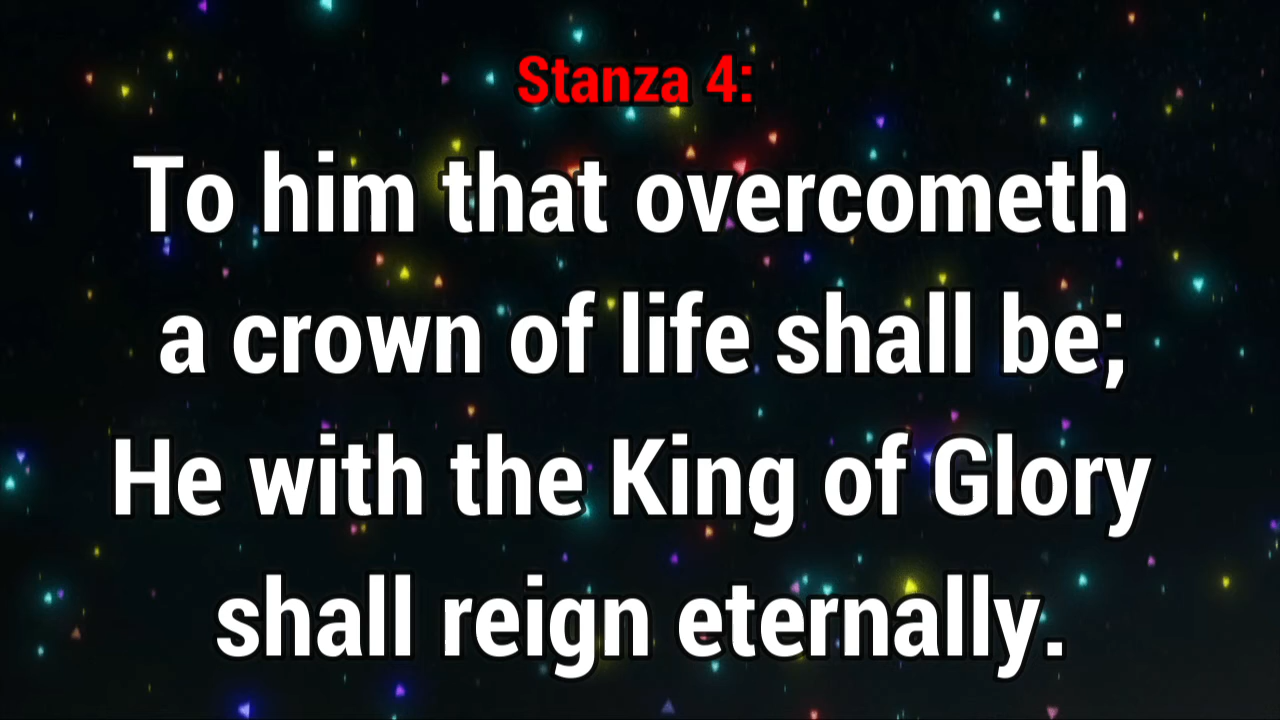 Stanza 4:
To him that overcometh
a crown of life shall be;
He with the King of Glory
shall reign eternally.